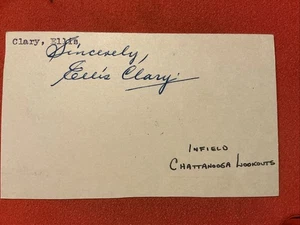 Clary, Ellis
Sincerely,
Ellis Clary.
INFIELD
CHATTANOOGA LOOKOUTS